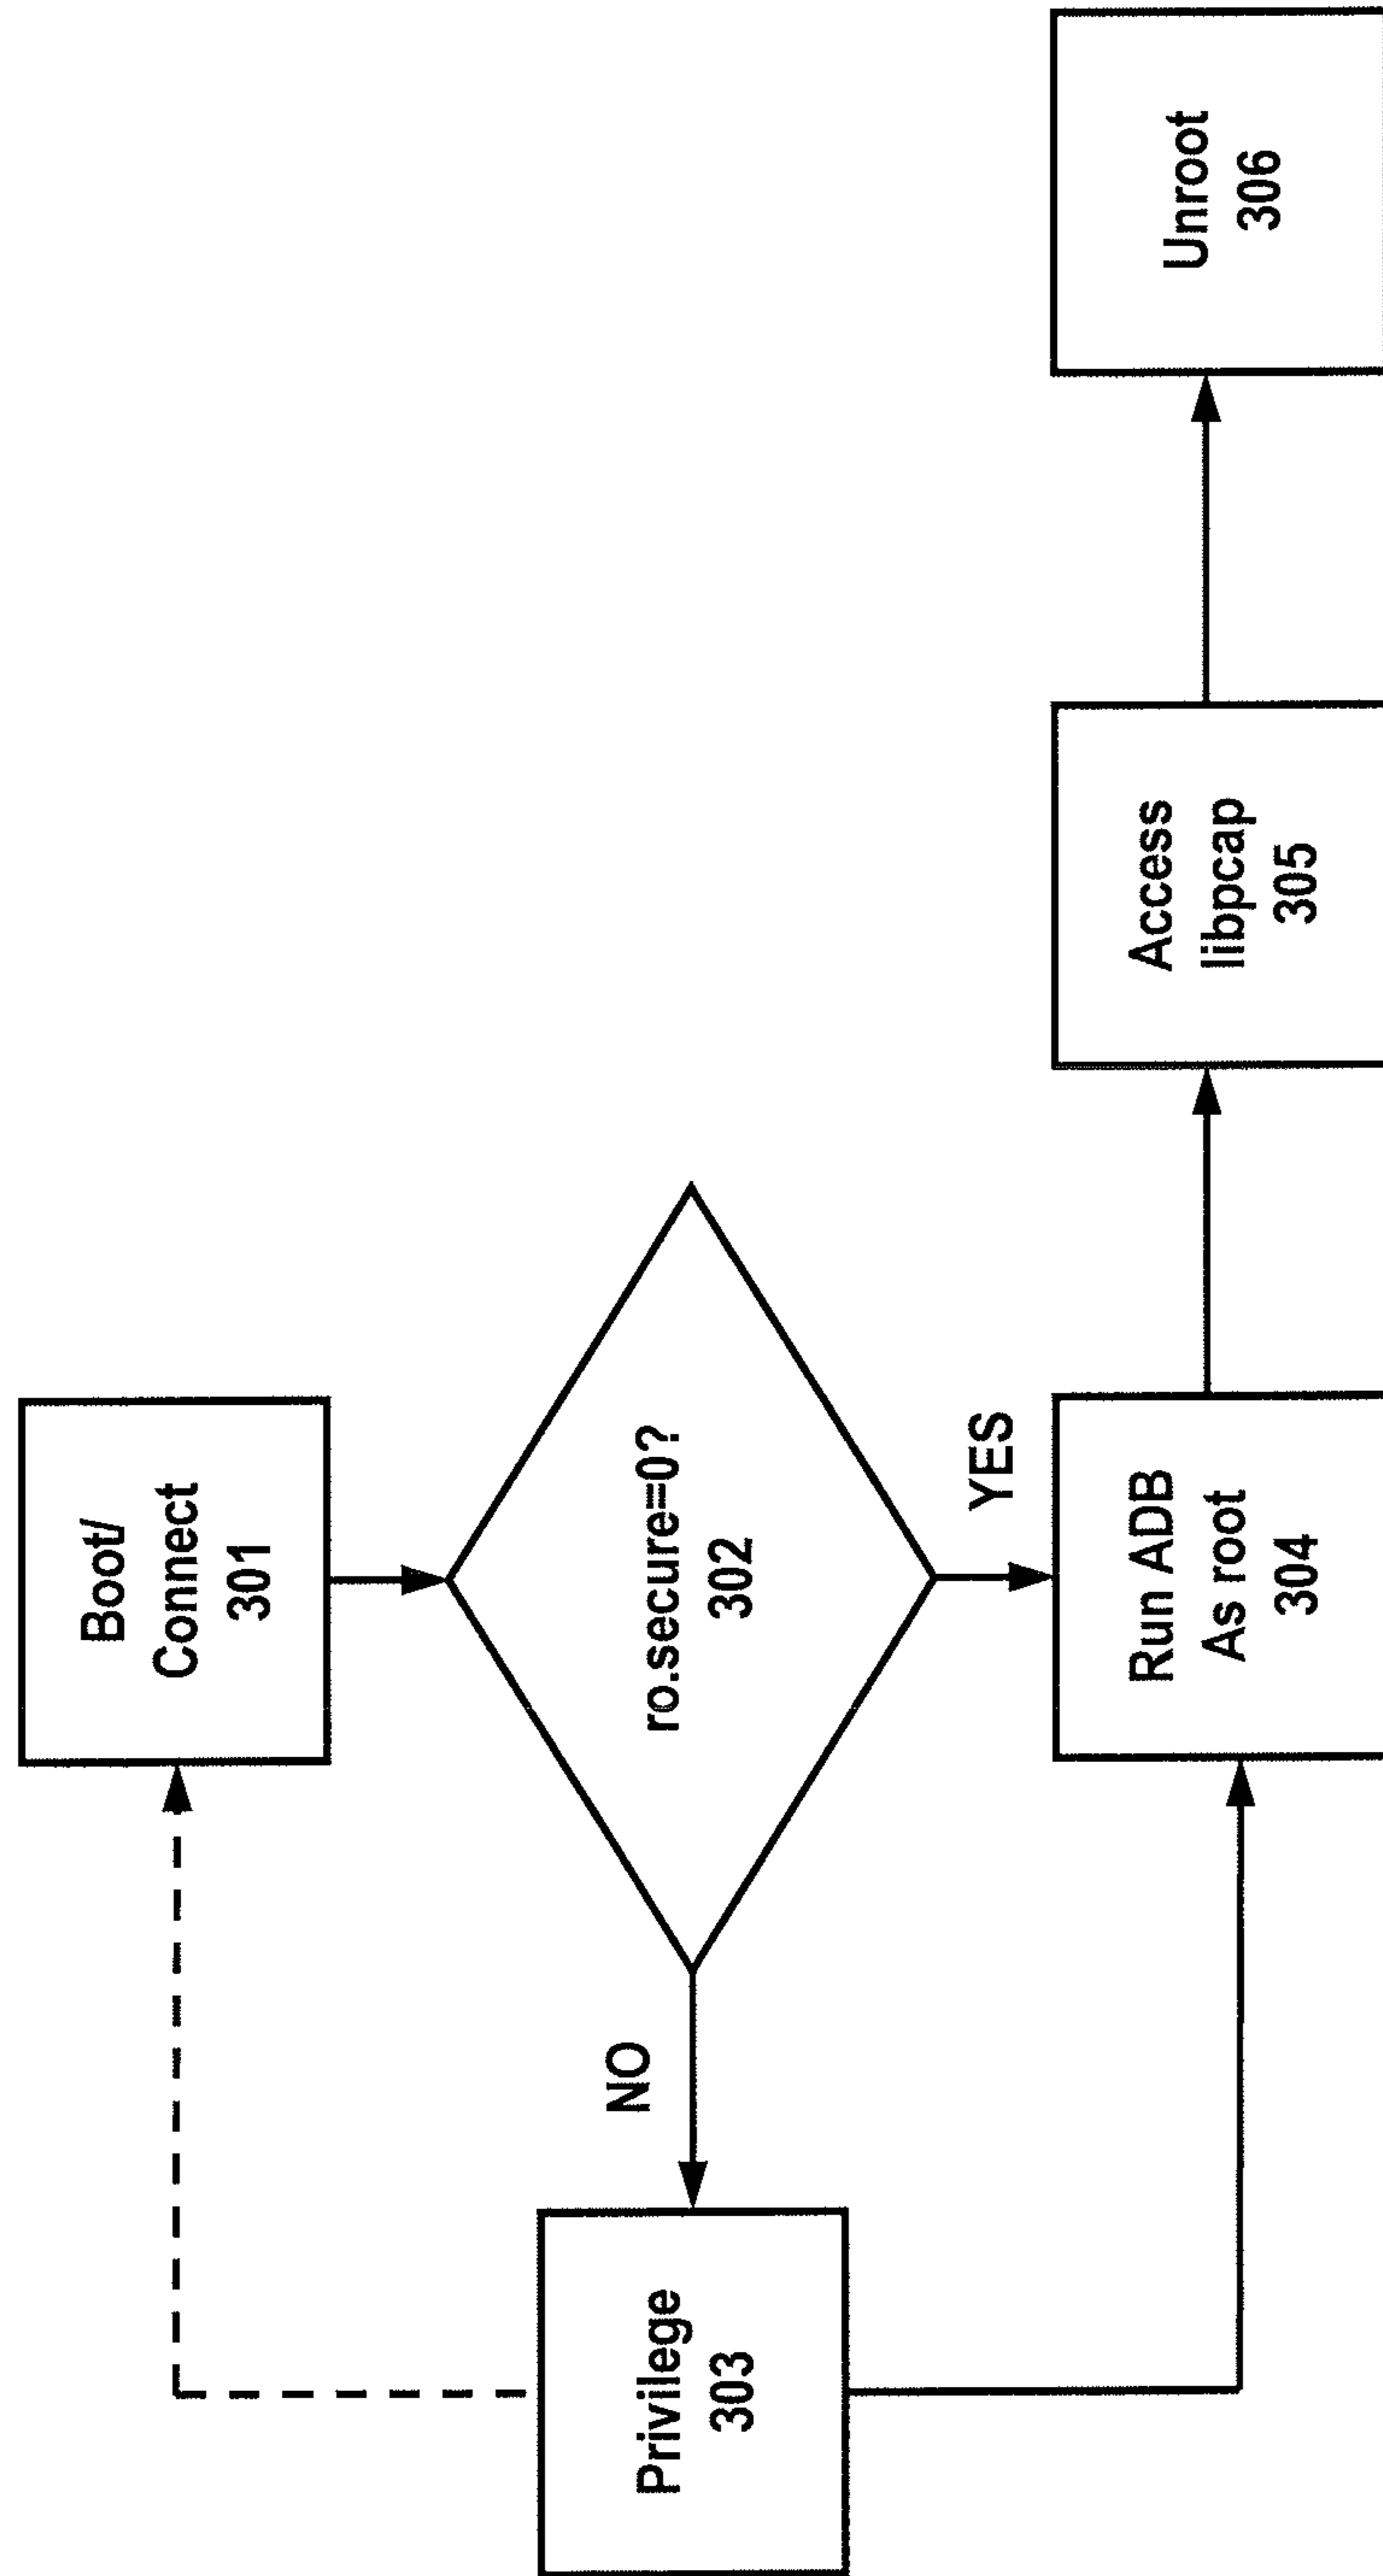 Boot/
Connect
301
ro.secure=0?
302
NO
YES
Privilege
303
Run ADB
As root
304
Access
libpcap
305
Unroot
306